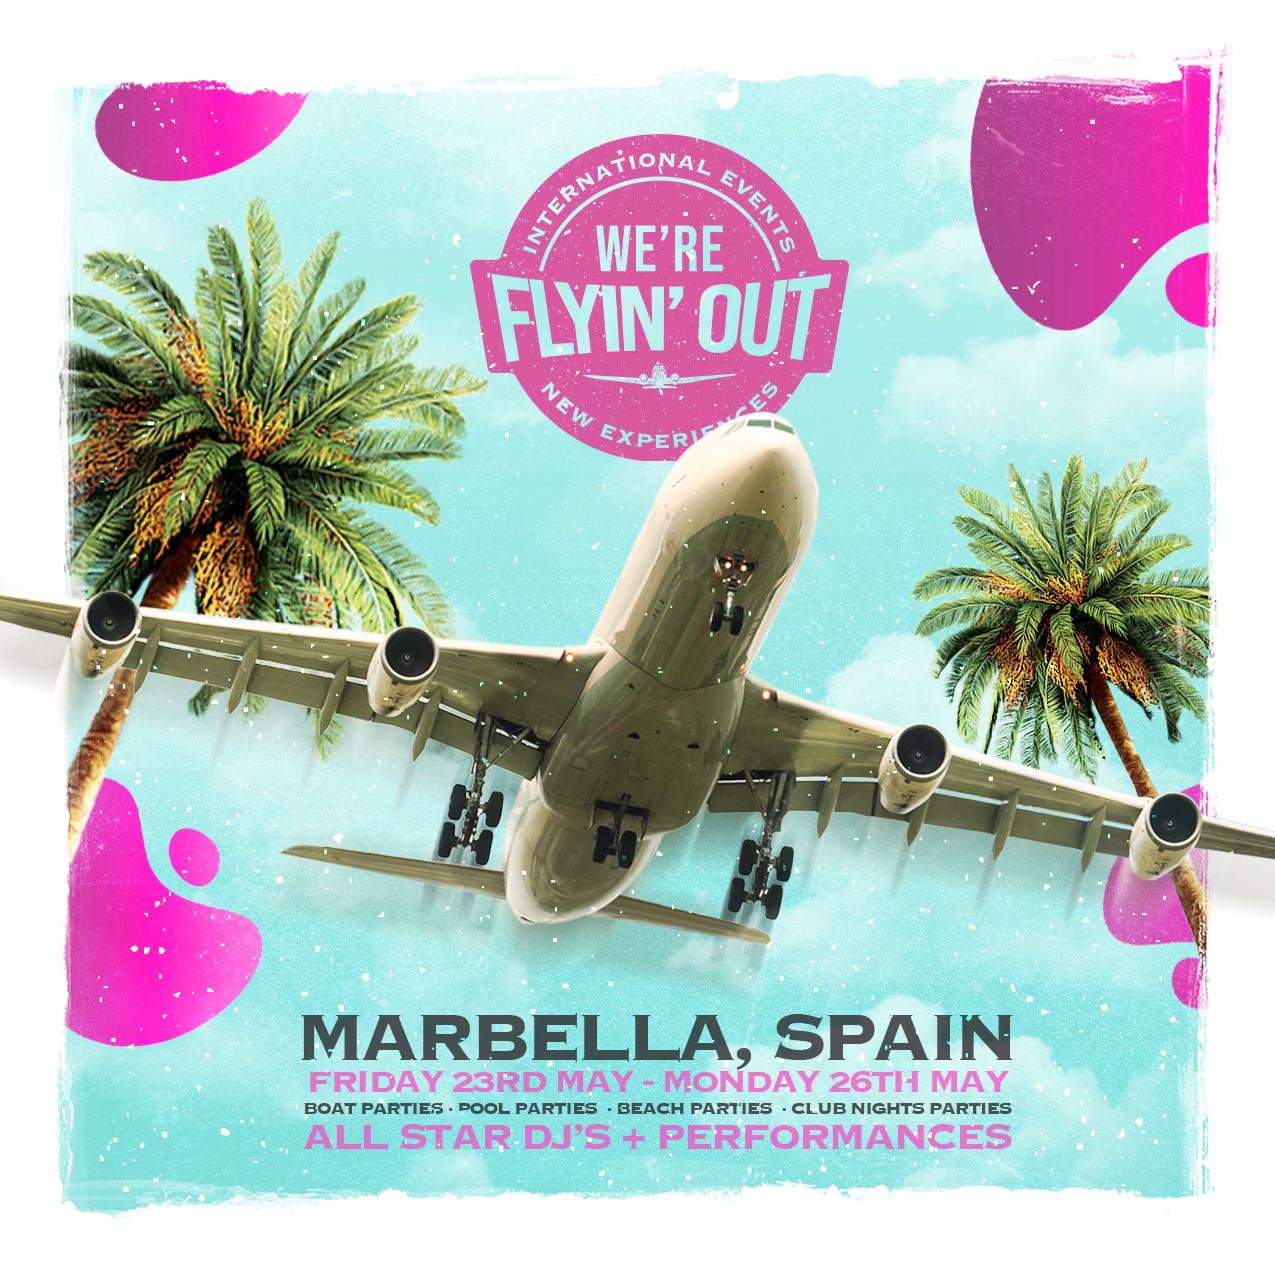 INTERNATIONAL EVENTS
WE'RE
FLYIN' OUT
NEW EXPERIENCES
MARBELLA, SPAIN
FRIDAY 23RD MAY - MONDAY 26TH MAY
BOAT PARTIES · POOL PARTIES · BEACH PARTIES · CLUB NIGHTS PARTIES
ALL STAR DJ'S + PERFORMANCES